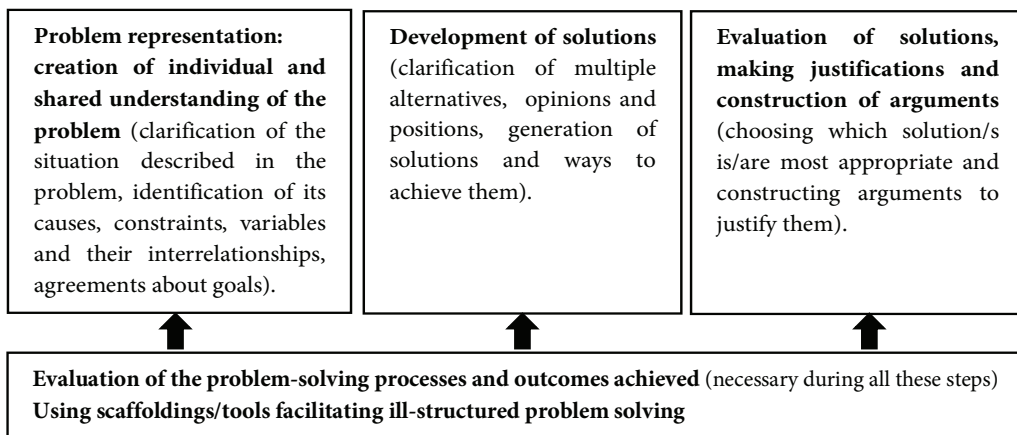 Problem representation:
creation of individual and
shared understanding of the
problem (clarification of the
situation described in the
problem, identification of its
causes, constraints, variables
and their interrelationships,
agreements about goals).
Development of solutions
(clarification of multiple
alternatives, opinions and
positions, generation of
solutions and ways to
achieve them).
Evaluation of solutions,
making justifications and
construction of arguments
(choosing which solution/s
is/are most appropriate and
constructing arguments to
justify them).
Evaluation of the problem-solving processes and outcomes achieved (necessary during all these steps)
Using scaffoldings/tools facilitating ill-structured problem solving